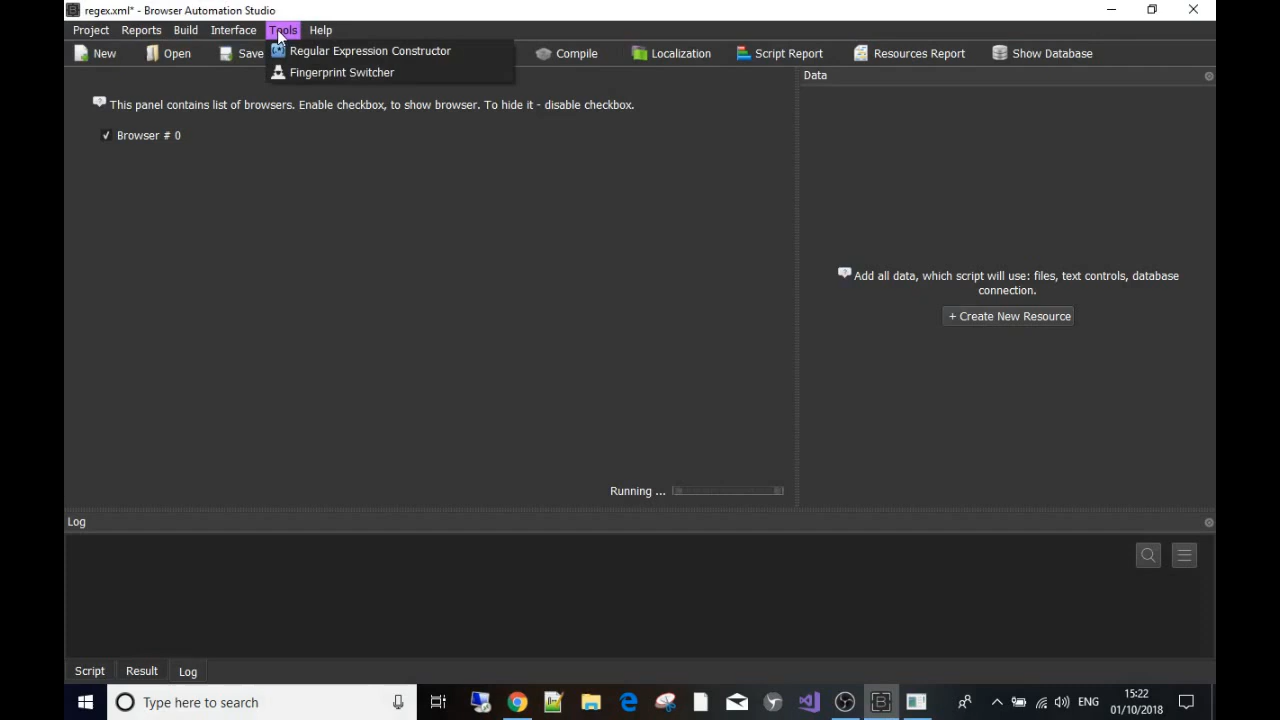 regex.xml* - Browser Automation Studio
Project Reports Build Interface Tools Help
New Open Save Compile Localization Script Report Resources Report Show Database
Regular Expression Constructor
Fingerprint Switcher
Data
This panel contains list of browsers. Enable checkbox, to show browser. To hide it - disable checkbox.
Browser # 0
Add all data, which script will use: files, text controls, database
connection.
+ Create New Resource
Running ...
Log
Script Result Log
Type here to search
ENG
15:22
01/10/2018